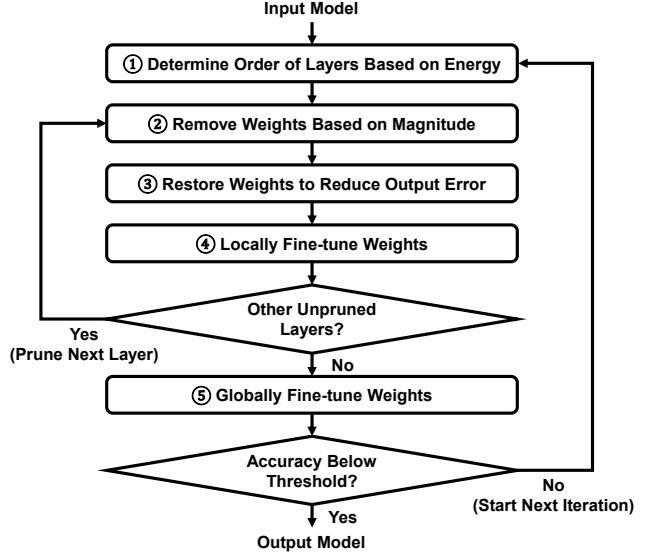 Input Model
① Determine Order of Layers Based on Energy
② Remove Weights Based on Magnitude
③ Restore Weights to Reduce Output Error
④ Locally Fine-tune Weights
Other Unpruned
Layers?
Yes
(Prune Next Layer)
No
⑤ Globally Fine-tune Weights
Accuracy Below
Threshold?
No
(Start Next Iteration)
Yes
Output Model